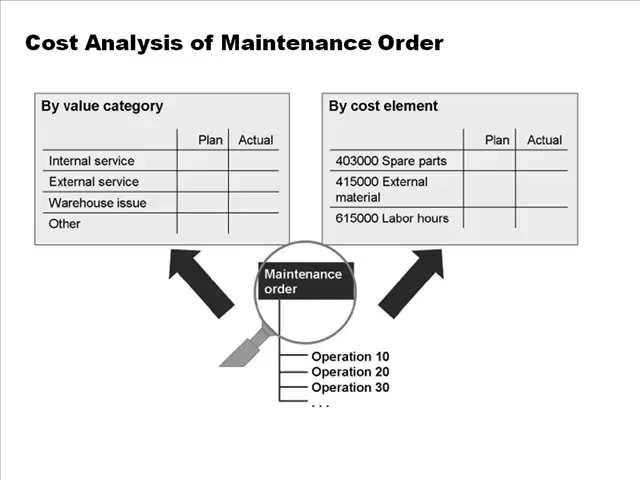 Cost Analysis of Maintenance Order
By value category
Plan Actual
Internal service
External service
Warehouse issue
Other
By cost element
Plan Actual
403000 Spare parts
415000 External
material
615000 Labor hours
Maintenance
order
Operation 10
Operation 20
Operation 30
. . .